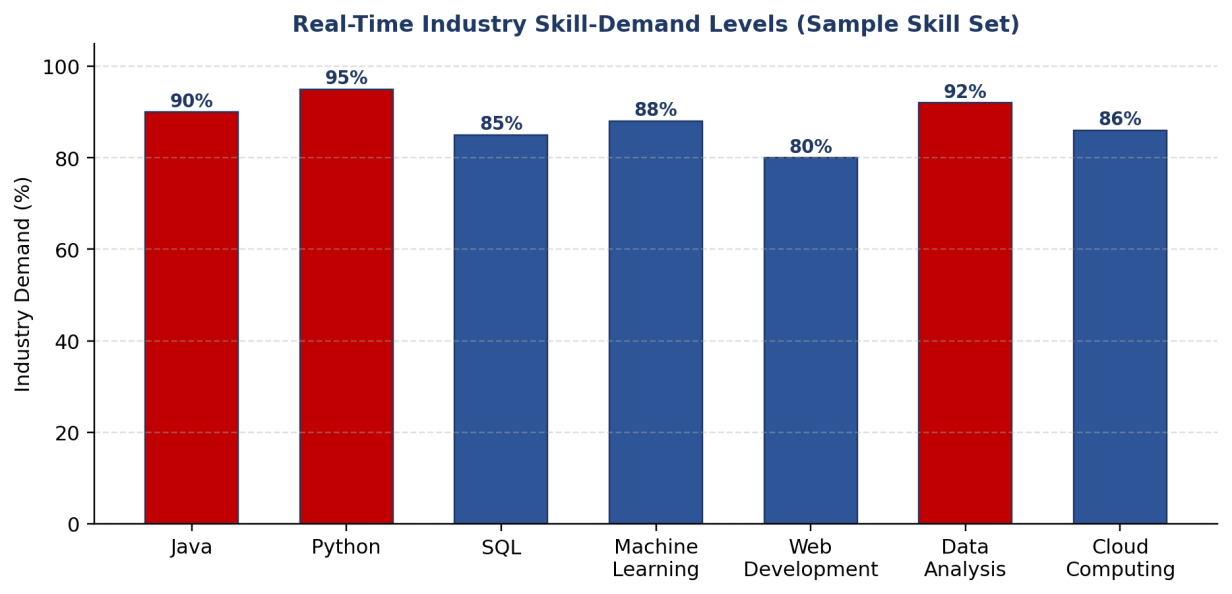 Real-Time Industry Skill-Demand Levels (Sample Skill Set)
Industry Demand (%)
100
80
60
40
20
0
90%
95%
85%
88%
80%
92%
86%
Java
Python
SQL
Machine
Learning
Web
Development
Data
Analysis
Cloud
Computing